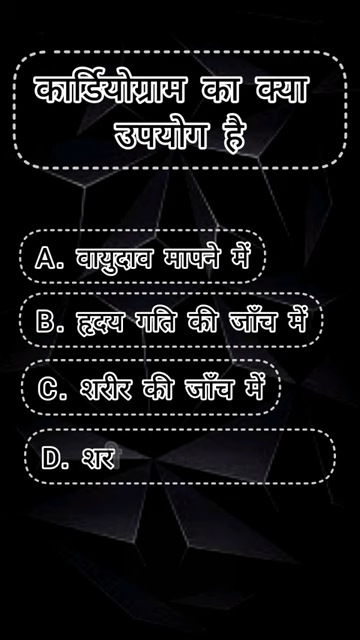 कार्डियोग्राम का क्या
उपयोग है
A. वायुदाव मापने में
B. हृदय गति की जाँच में
C. शरीर की जाँच में
D. शर